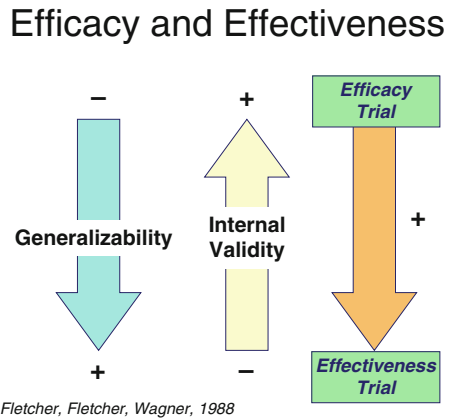 Efficacy and Effectiveness
–
+
Efficacy
Trial
Generalizability
Internal
Validity
+
+
–
Effectiveness
Trial
Fletcher, Fletcher, Wagner, 1988